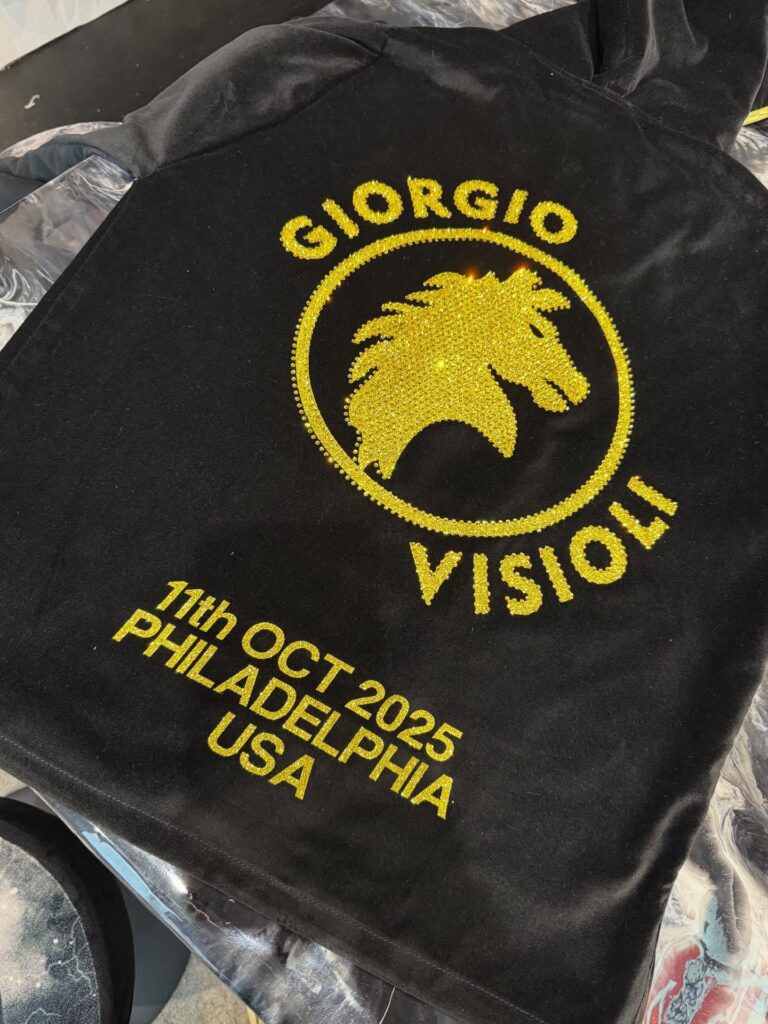 GIORGIO
VISIOLI
11th OCT 2025
PHILADELPHIA
USA